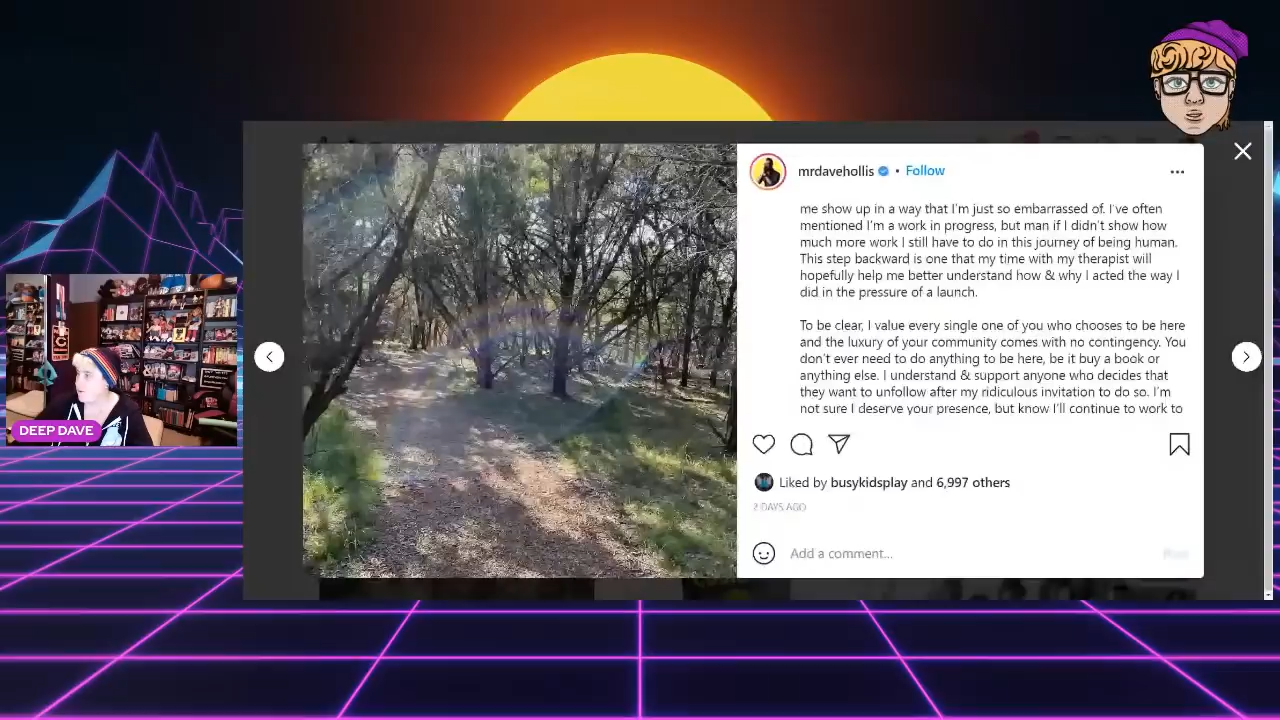 mrdavehollis • Follow
me show up in a way that I'm just so embarrassed of. I've often
mentioned I'm a work in progress, but man if I didn't show how
much more work I still have to do in this journey of being human.
This step backward is one that my time with my therapist will
hopefully help me better understand how & why I acted the way I
did in the pressure of a launch.
To be clear, I value every single one of you who chooses to be here
and the luxury of your community comes with no contingency. You
don't ever need to do anything to be here, be it buy a book or
anything else. I understand & support anyone who decides that
they want to unfollow after my ridiculous invitation to do so. I'm
not sure I deserve your presence, but know I'll continue to work to
Liked by busykidsplay and 6,997 others
2 DAYS AGO
Add a comment...
Post
DEEP DAVE